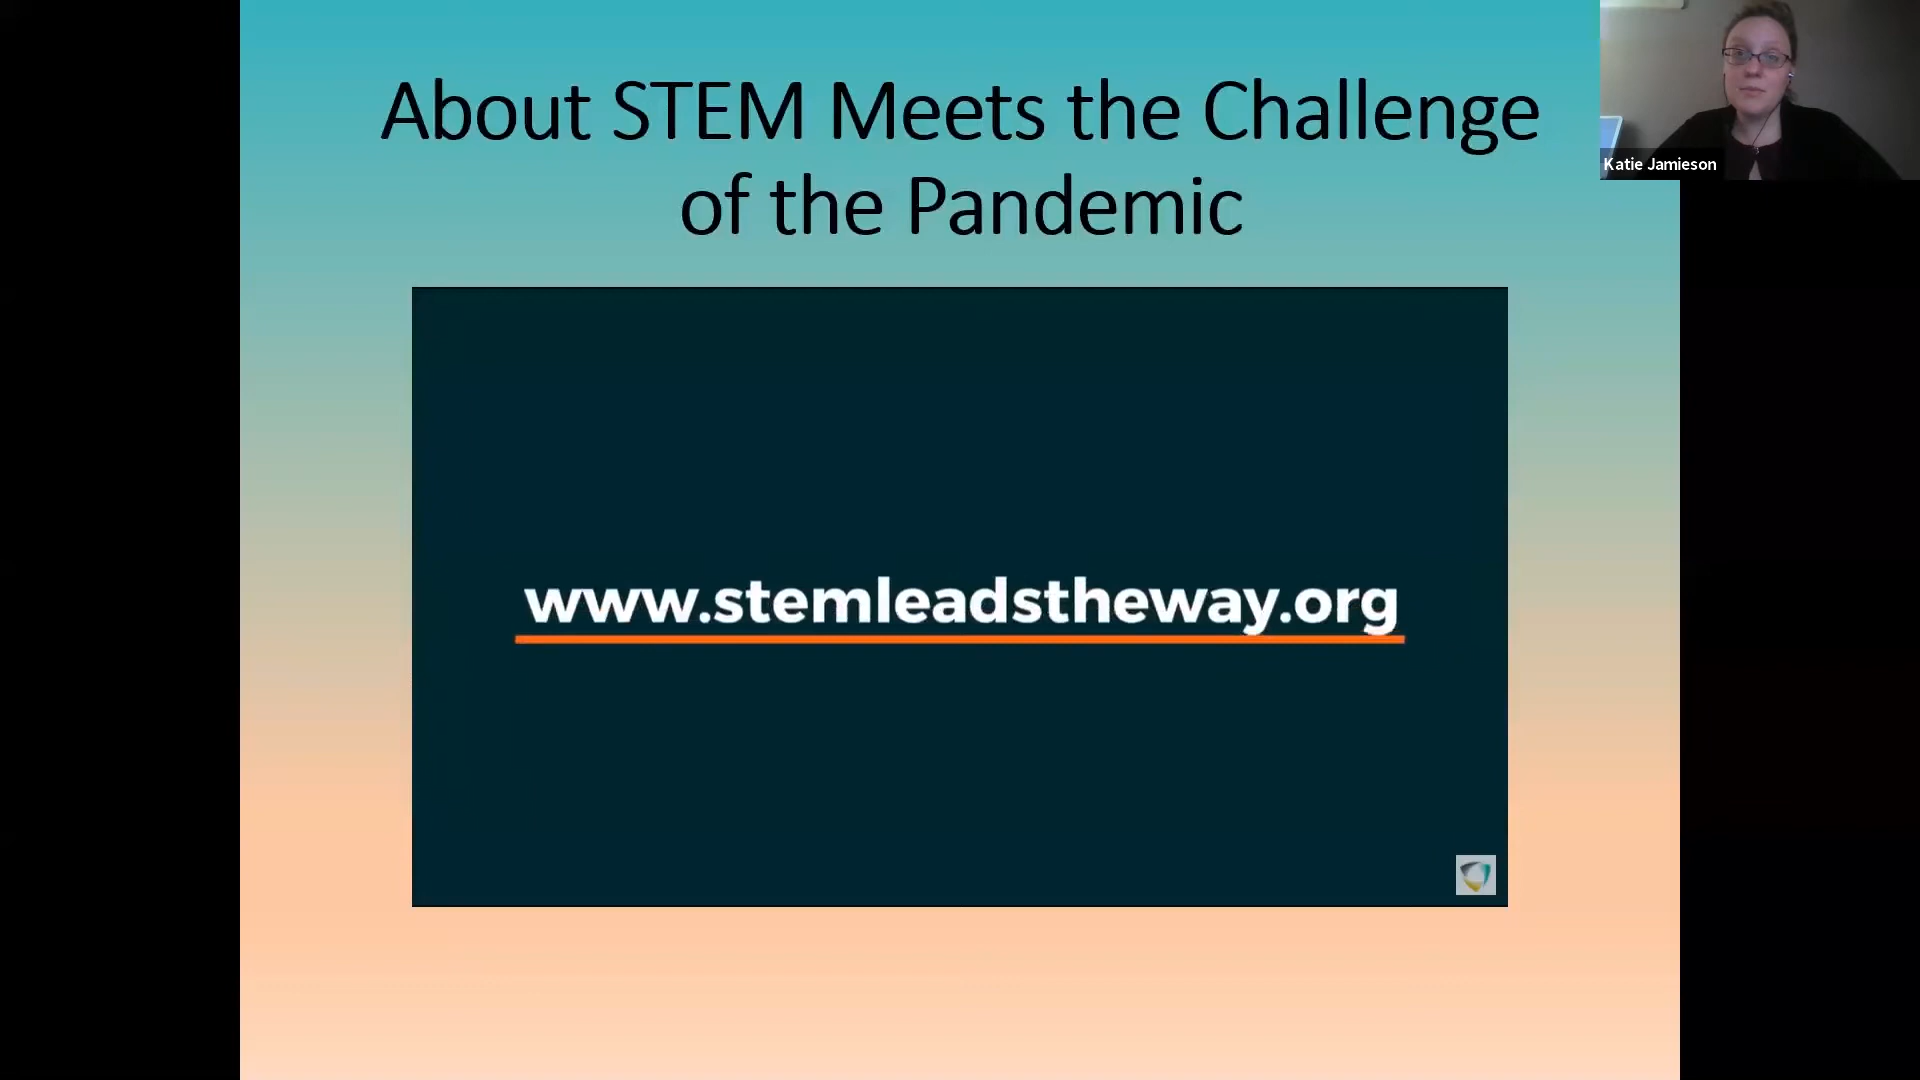 About STEM Meets the Challenge
of the Pandemic
Katie Jamieson
www.stemleadstheway.org